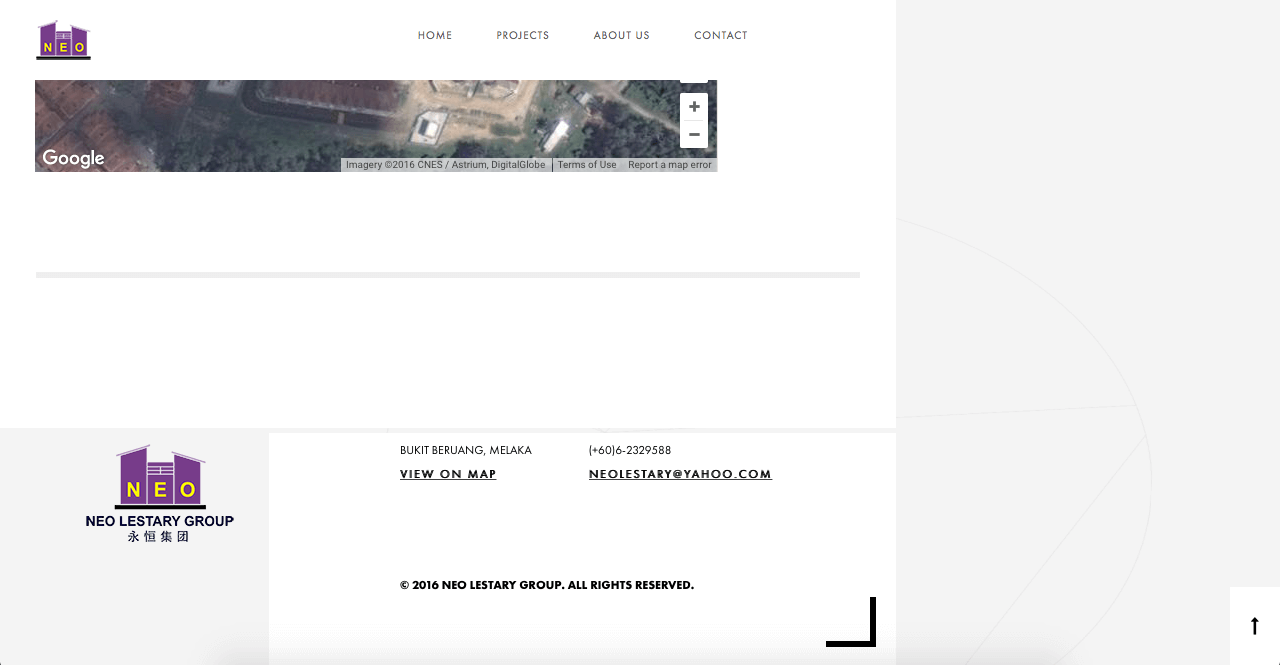 NEO
HOME PROJECTS ABOUT US CONTACT
Google
Imagery ©2016 CNES / Astrium, DigitalGlobe Terms of Use Report a map error
NEO
NEO LESTARY GROUP
永恒集团
BUKIT BERUANG, MELAKA
VIEW ON MAP
(+60)6-2329588
NEOLESTARY@YAHOO.COM
© 2016 NEO LESTARY GROUP. ALL RIGHTS RESERVED.